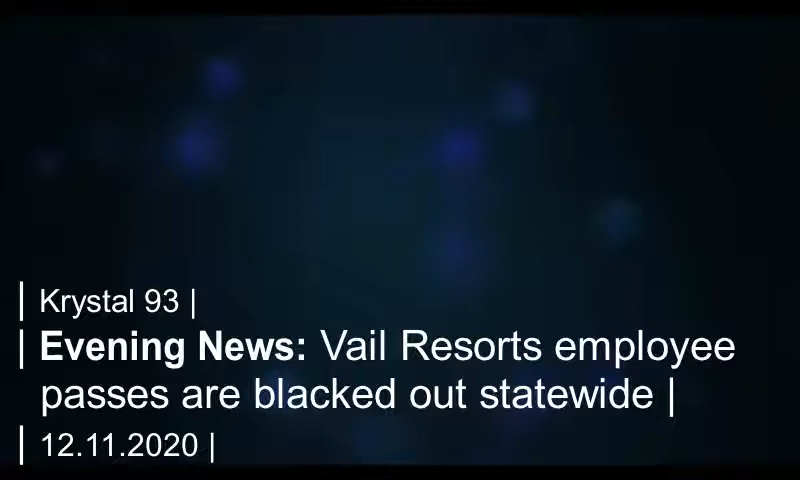 | Krystal 93 |
| Evening News: Vail Resorts employee
passes are blacked out statewide |
| 12.11.2020 |